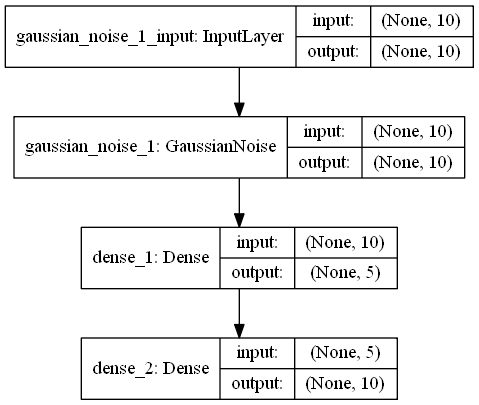 gaussian_noise_1_input: InputLayer
input: (None, 10)
output: (None, 10)
gaussian_noise_1: GaussianNoise
input: (None, 10)
output: (None, 10)
dense_1: Dense
input: (None, 10)
output: (None, 5)
dense_2: Dense
input: (None, 5)
output: (None, 10)